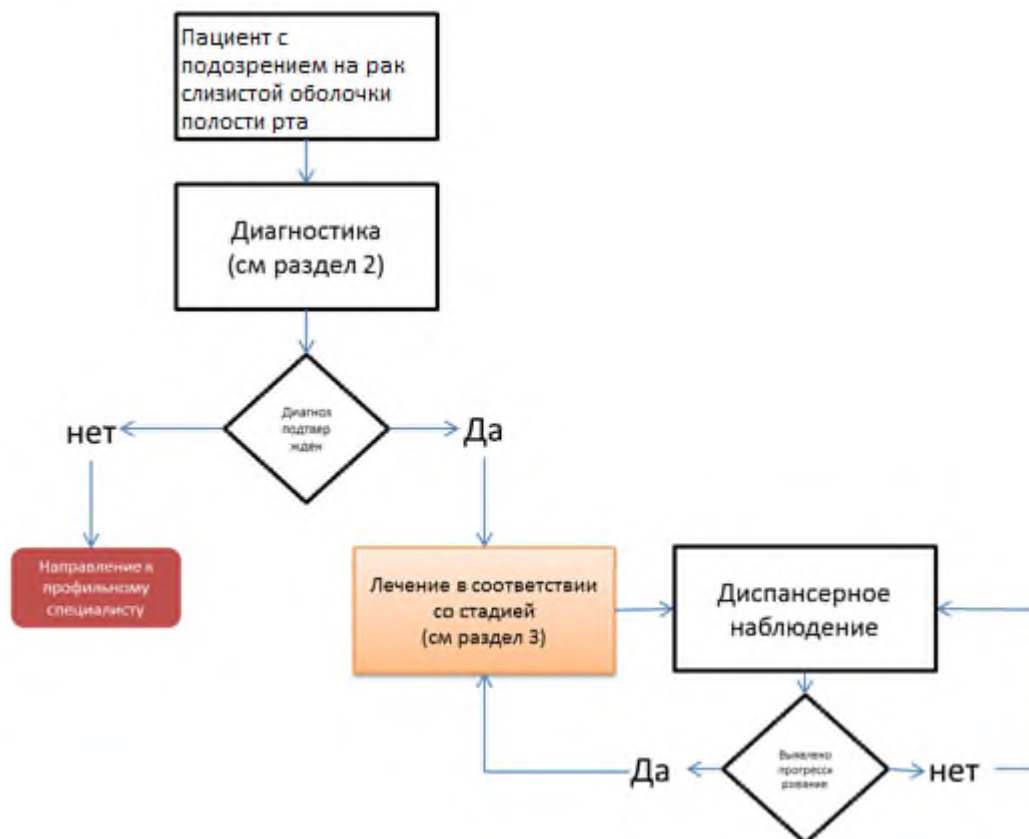 Пациент с
подозрением на рак
слизистой оболочки
полости рта
Диагностика
(см раздел 2)
Диагноз
подтвер
жден
нет
Да
Направление к
профильному
специалисту
Лечение в соответствии
со стадией
(см раздел 3)
Диспансерное
наблюдение
Выявлено
прогресси
рование
Да
нет